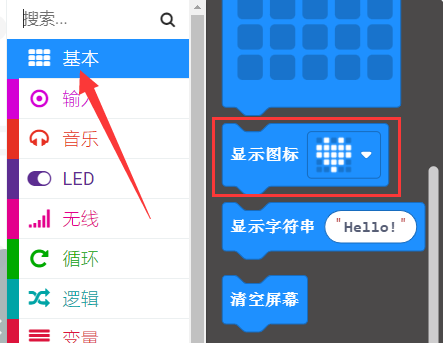 搜索...
基本
输入
音乐
LED
无线
循环
逻辑
变量
显示图标
显示字符串 "Hello!"
清空屏幕